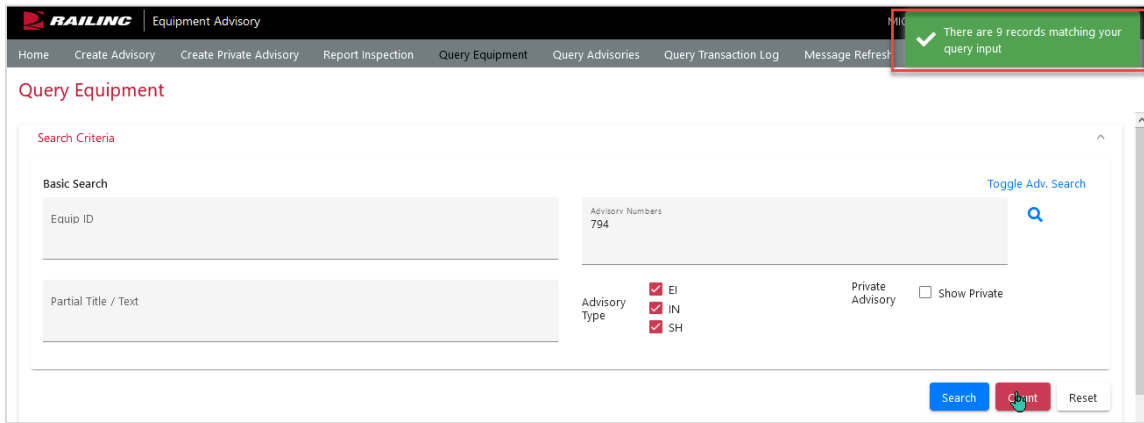 RAILINC Equipment Advisory
There are 9 records matching your
query input
Home Create Advisory Create Private Advisory Report Inspection Query Equipment Query Advisories Query Transaction Log Message Refresh
Query Equipment
Search Criteria
Basic Search
Toggle Adv. Search
Equip ID
Advisory Numbers
794
Partial Title / Text
Advisory
Type
EI
IN
SH
Private
Advisory
Show Private
Search Count Reset